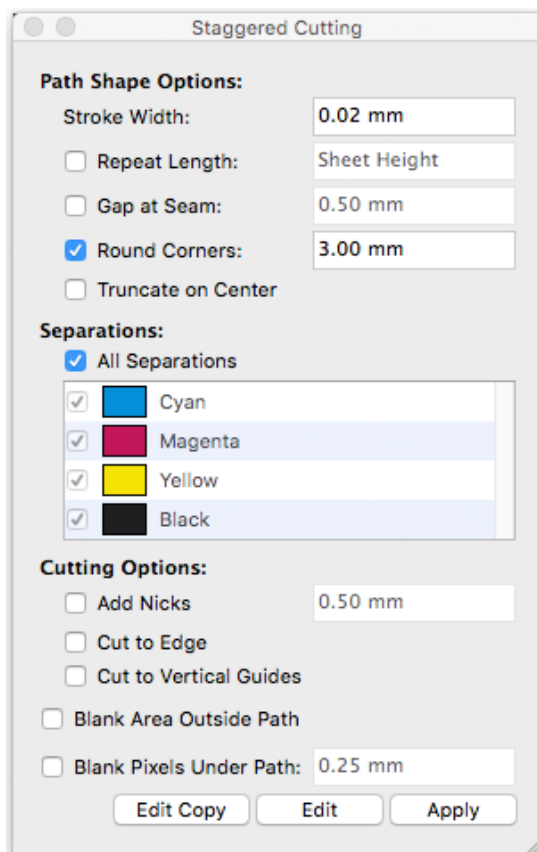 Staggered Cutting
Path Shape Options:
Stroke Width: 0.02 mm
Repeat Length: Sheet Height
Gap at Seam: 0.50 mm
Round Corners: 3.00 mm
Truncate on Center
Separations:
All Separations
Cyan
Magenta
Yellow
Black
Cutting Options:
Add Nicks 0.50 mm
Cut to Edge
Cut to Vertical Guides
Blank Area Outside Path
Blank Pixels Under Path: 0.25 mm
Edit Copy Edit Apply